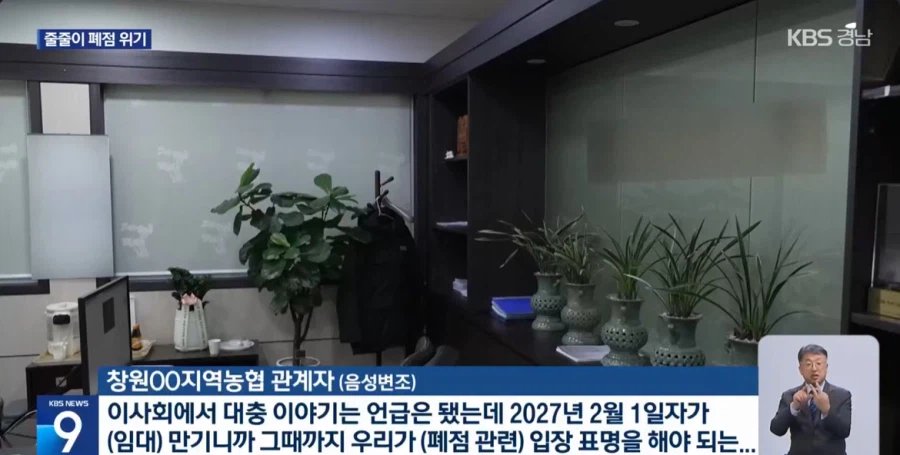 줄줄이 폐점 위기
KBS 경남
창원OO지역농협 관계자 (음성변조)
KBS NEWS
9
이사회에서 대충 이야기는 언급은 됐는데 2027년 2월 1일자가
(임대) 만기니까 그때까지 우리가 (폐점 관련) 입장 표명을 해야 되는...